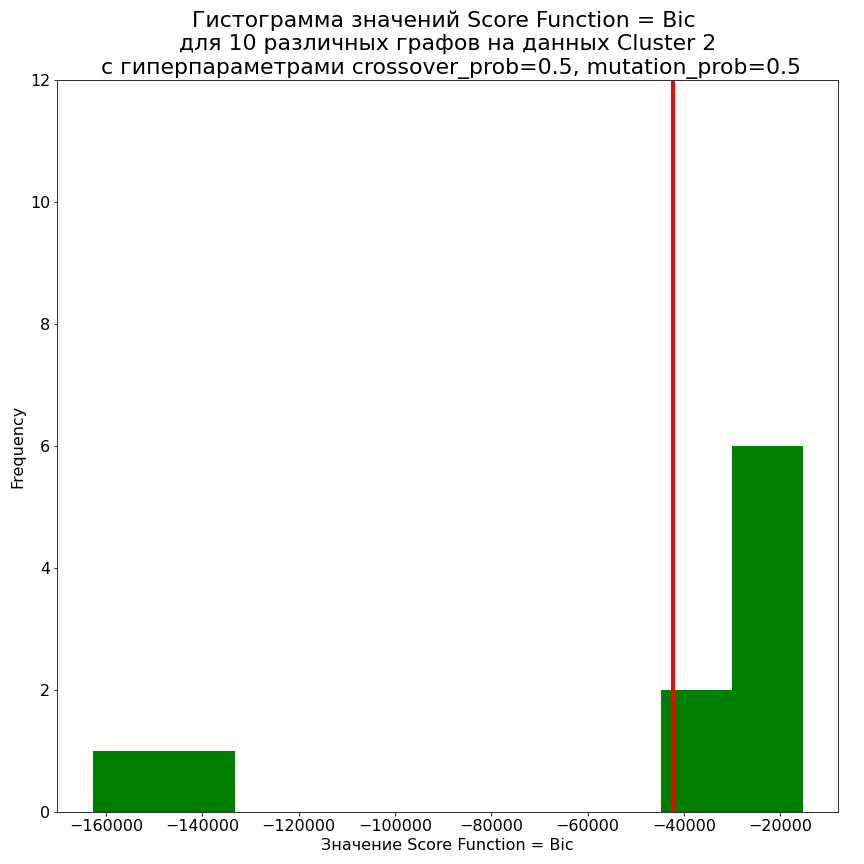 Гистограмма значений Score Function = Bic
для 10 различных графов на данных Cluster 2
с гиперпараметрами crossover_prob=0.5, mutation_prob=0.5
12
10
8
6
4
2
0
Frequency
−160000 −140000 −120000 −100000 −80000 −60000 −40000 −20000
Значение Score Function = Bic